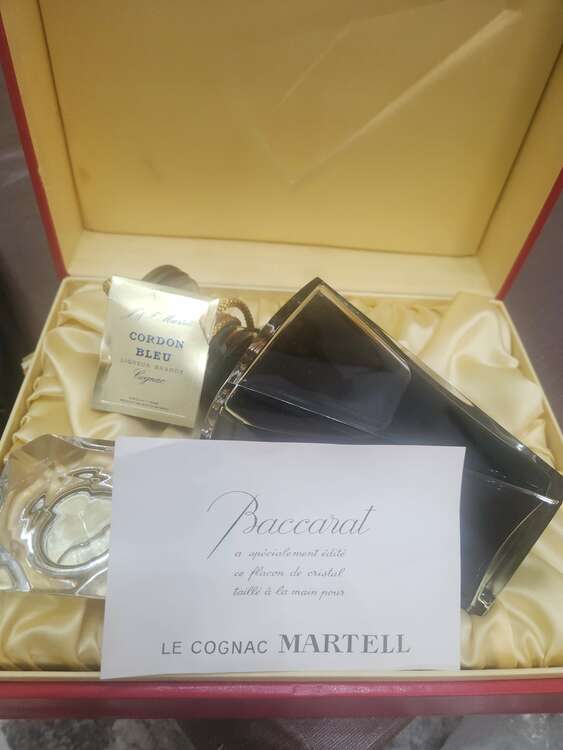 J & F Martell
CORDON
BLEU
LIQUEUR BRANDY
Cognac
Baccarat
a spécialement édité
ce flacon de cristal
taillé à la main pour
LE COGNAC MARTELL